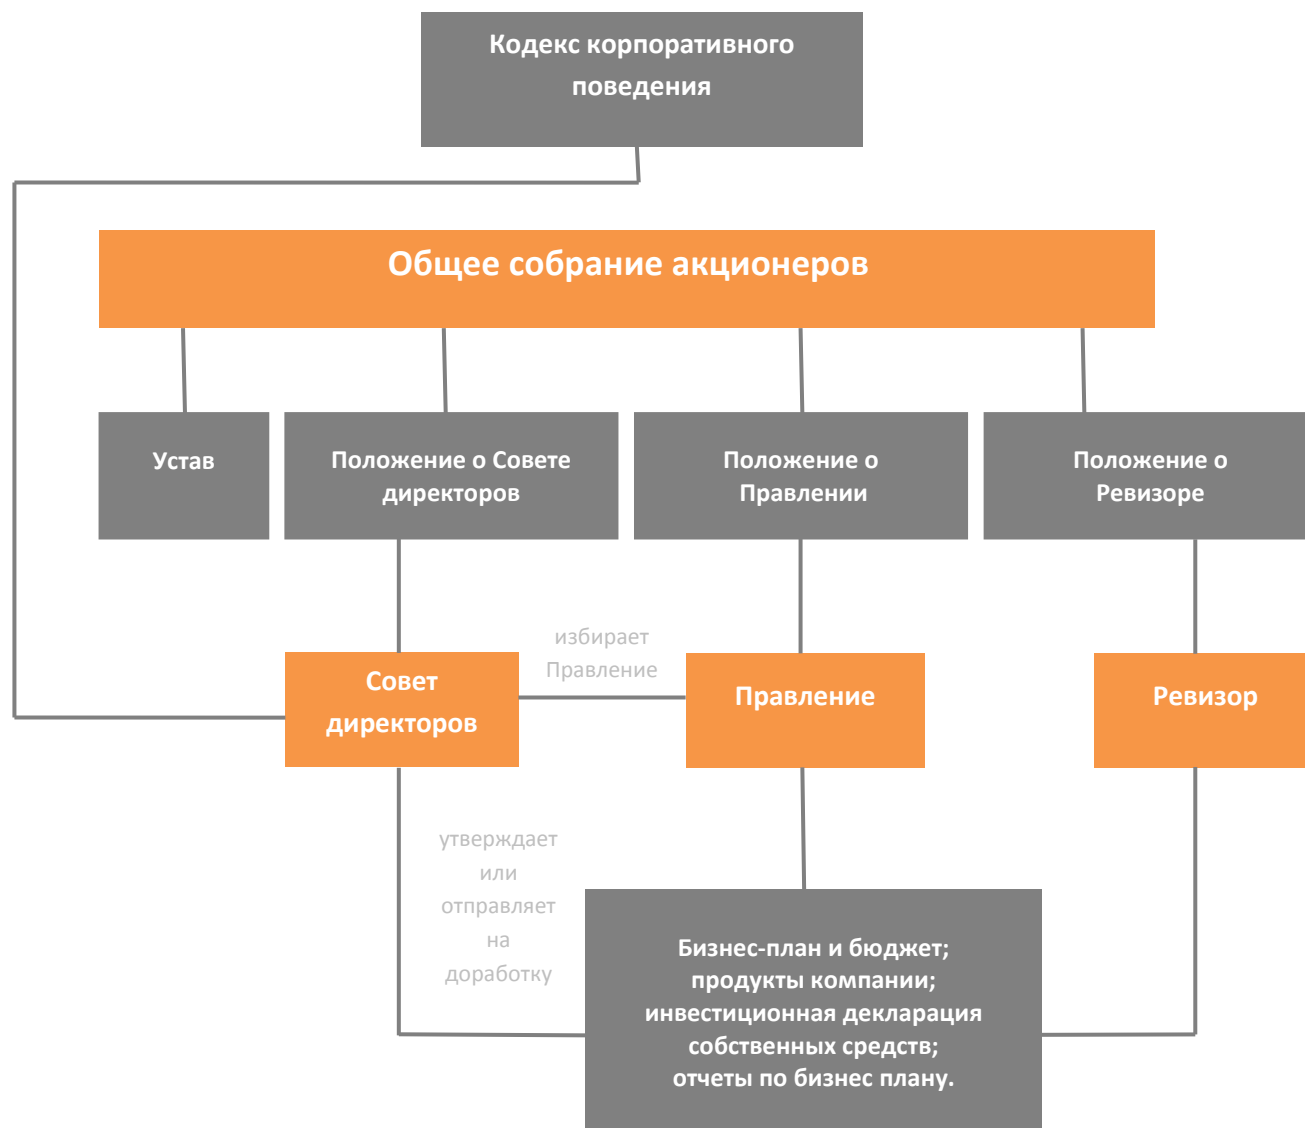 Кодекс корпоративного
поведения
Общее собрание акционеров
Устав
Положение о Совете
директоров
Положение о
Правлении
Положение о
Ревизоре
избирает
Правление
Совет
директоров
Правление
Ревизор
утверждает
или
отправляет
на
доработку
Бизнес-план и бюджет;
продукты компании;
инвестиционная декларация
собственных средств;
отчеты по бизнес плану.